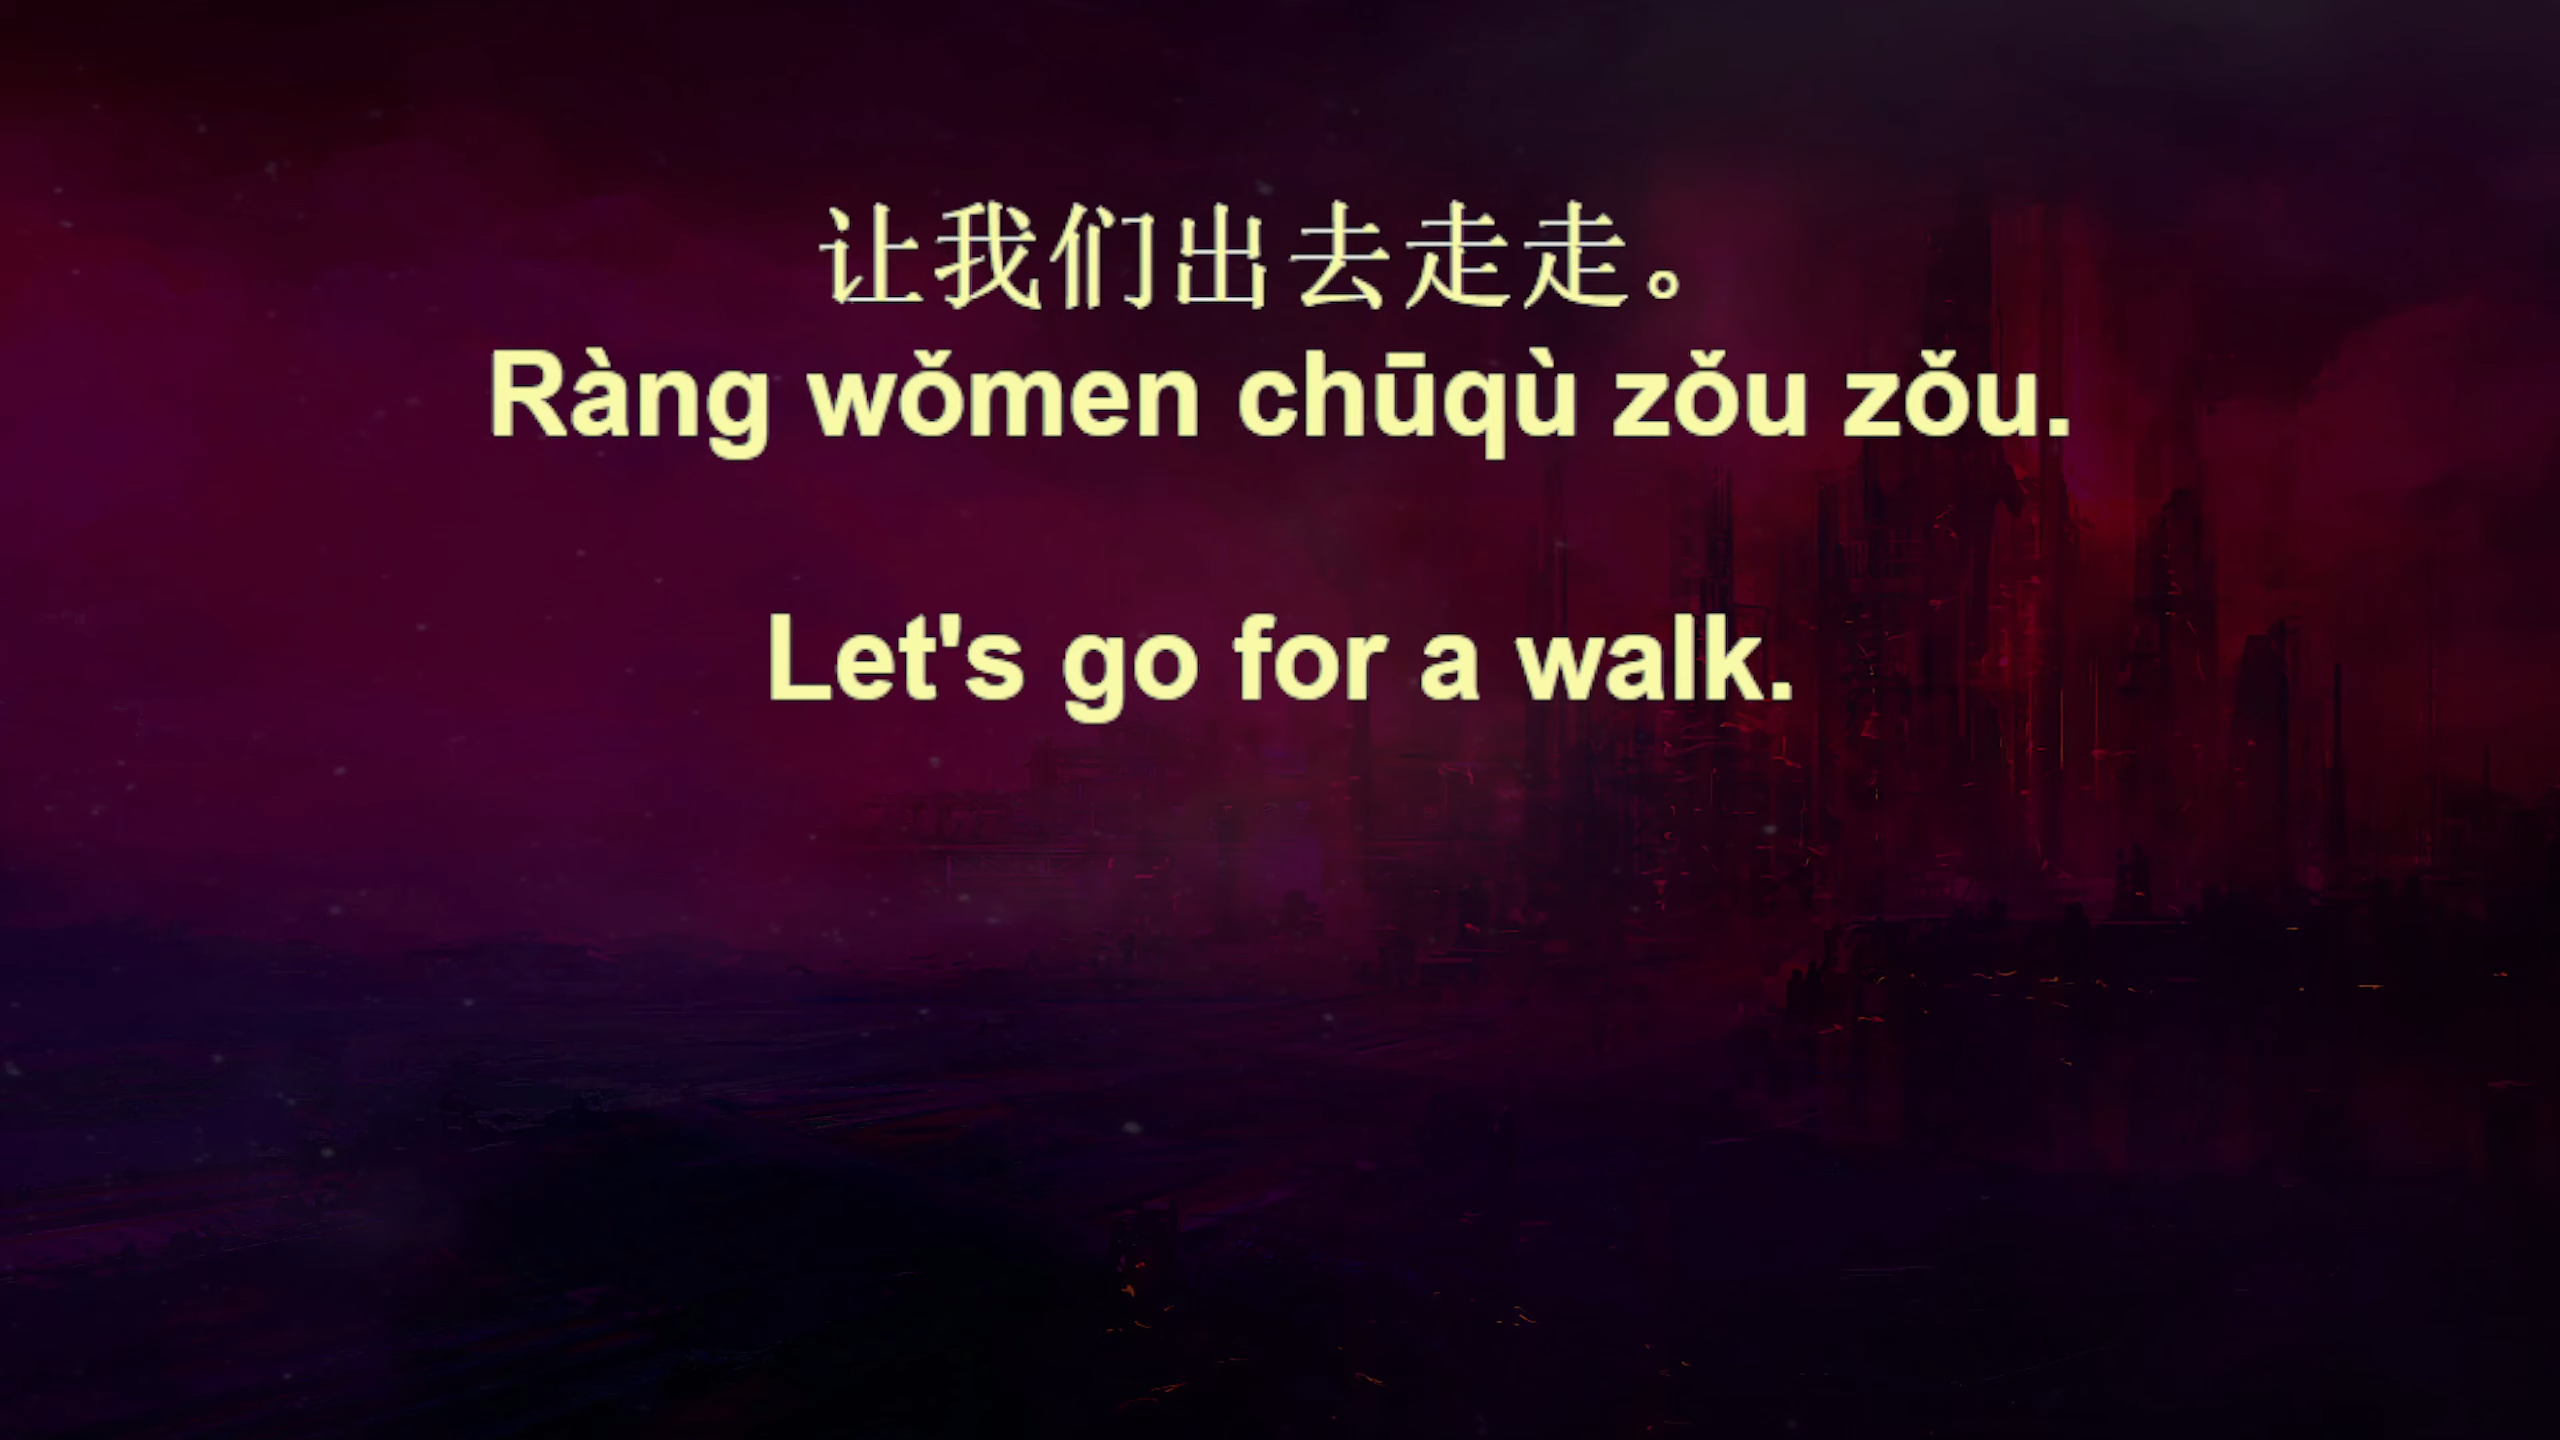 让我们出去走走。
Ràng wǒmen chūqù zǒu zǒu.
Let's go for a walk.